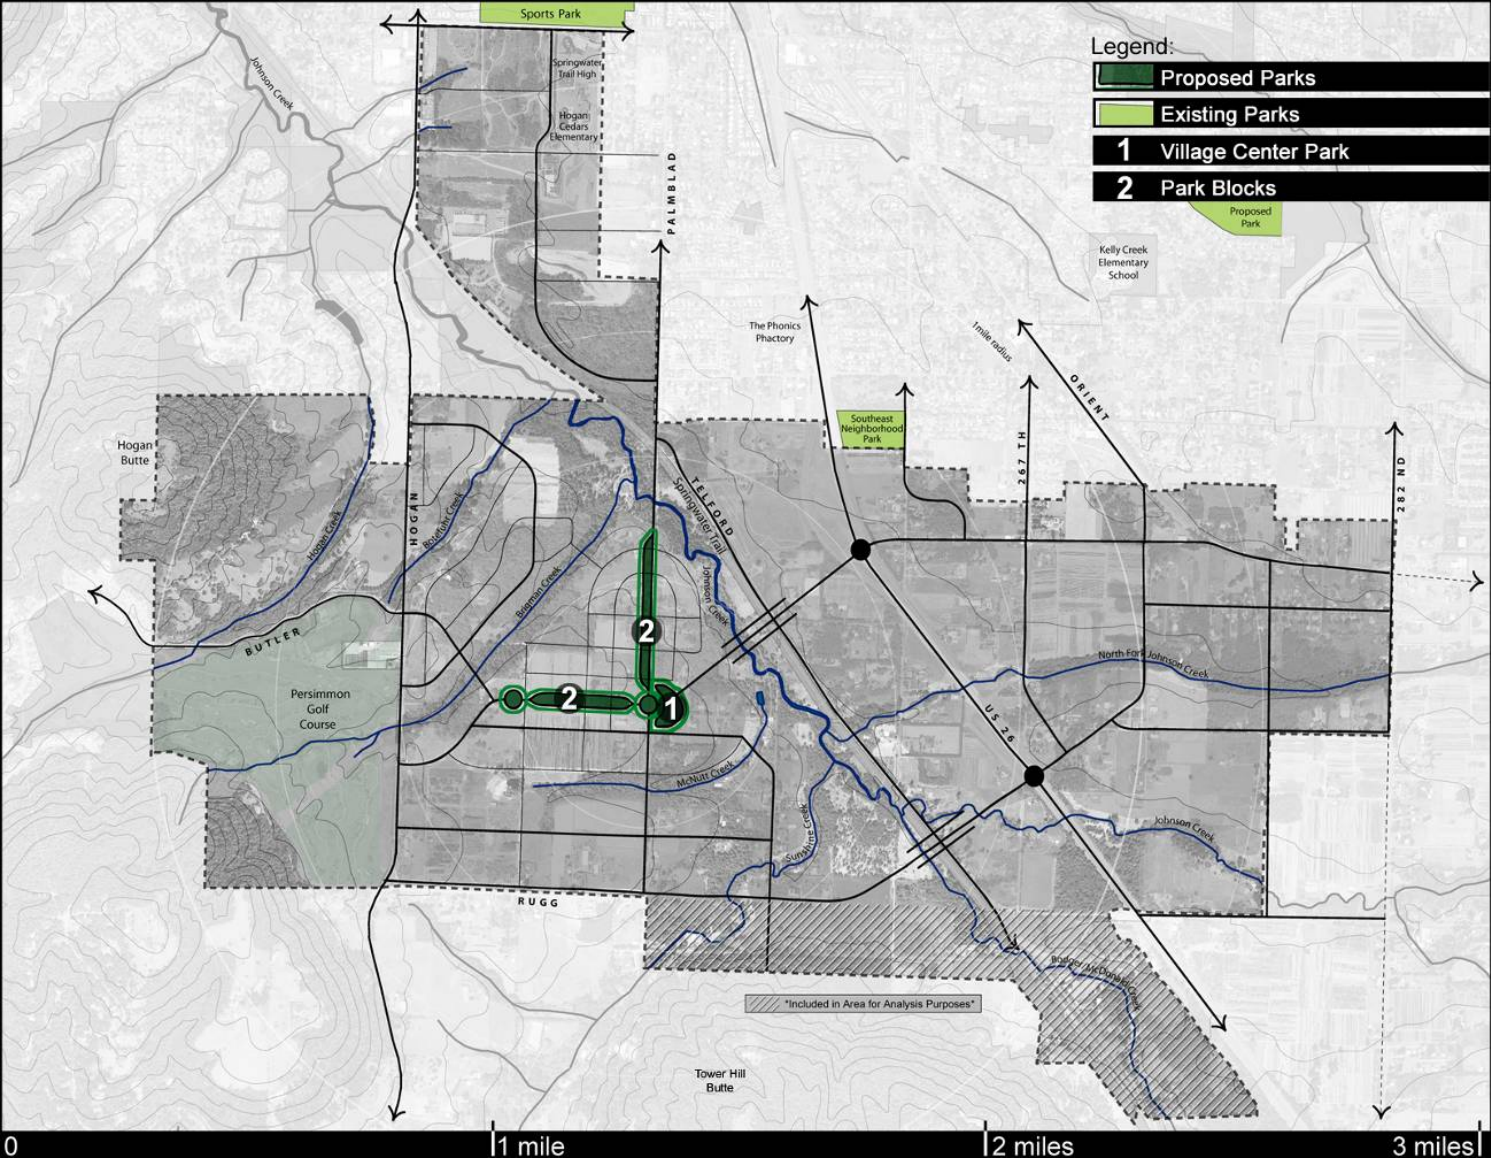 Sports Park
Legend:
Proposed Parks
Existing Parks
1 Village Center Park
2 Park Blocks
Johnson Creek
Springwater
Trail High
Hogan
Cedars
Elementary
PALMBLAD
Proposed
Park
Kelly Creek
Elementary
School
The Phonics
Phactory
1mile radius
ORIENT
Southeast
Neighborhood
Park
Hogan
Butte
267 TH
282 ND
HOGAN
TELFORD
Springwater Trail
Hogan Creek
Botefuhr Creek
Brigman Creek
Johnson Creek
BUTLER
2
North Fork Johnson Creek
Persimmon
Golf
Course
2
1
US 26
McNutt Creek
Sunshine Creek
Johnson Creek
RUGG
Badger/McDonald Creek
*Included in Area for Analysis Purposes*
Tower Hill
Butte
0
1 mile
2 miles
3 miles